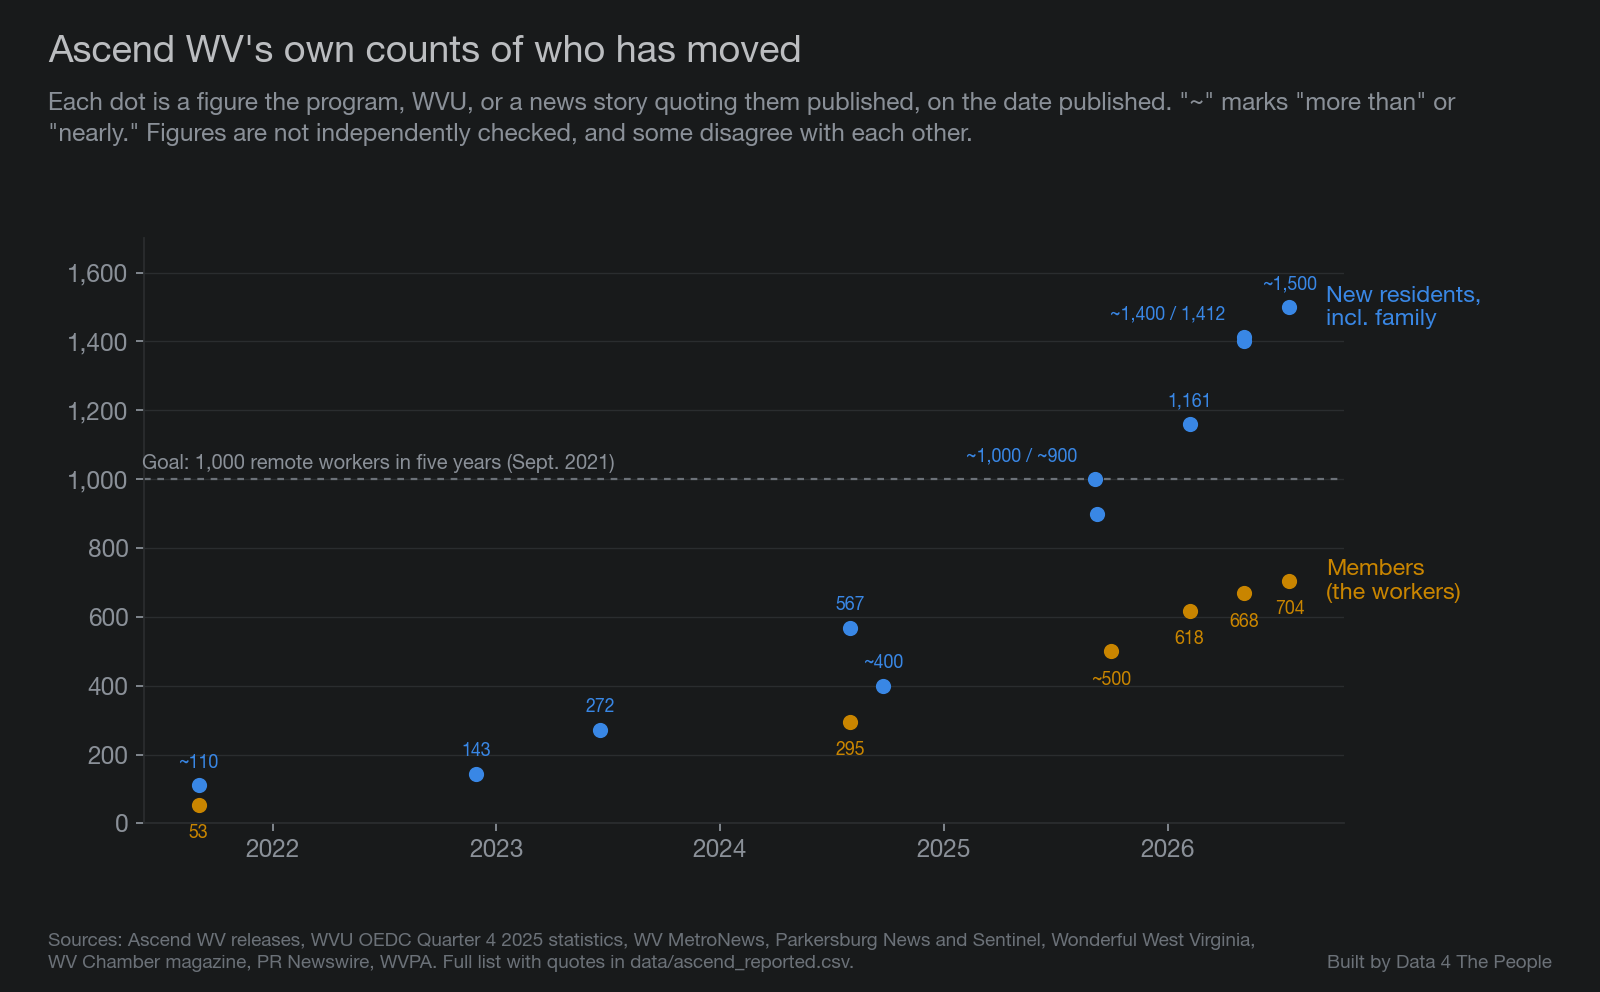 Ascend WV's own counts of who has moved
Each dot is a figure the program, WVU, or a news story quoting them published, on the date published. "~" marks "more than" or
"nearly." Figures are not independently checked, and some disagree with each other.
1,600
1,400
1,200
1,000
800
600
400
200
0
Goal: 1,000 remote workers in five years (Sept. 2021)
~1,500
New residents,
incl. family
~1,400 / 1,412
1,161
~1,000 / ~900
Members
(the workers)
567
704
668
618
~400
~500
272
295
143
~110
53
2022
2023
2024
2025
2026
Sources: Ascend WV releases, WVU OEDC Quarter 4 2025 statistics, WV MetroNews, Parkersburg News and Sentinel, Wonderful West Virginia,
WV Chamber magazine, PR Newswire, WVPA. Full list with quotes in data/ascend_reported.csv.
Built by Data 4 The People